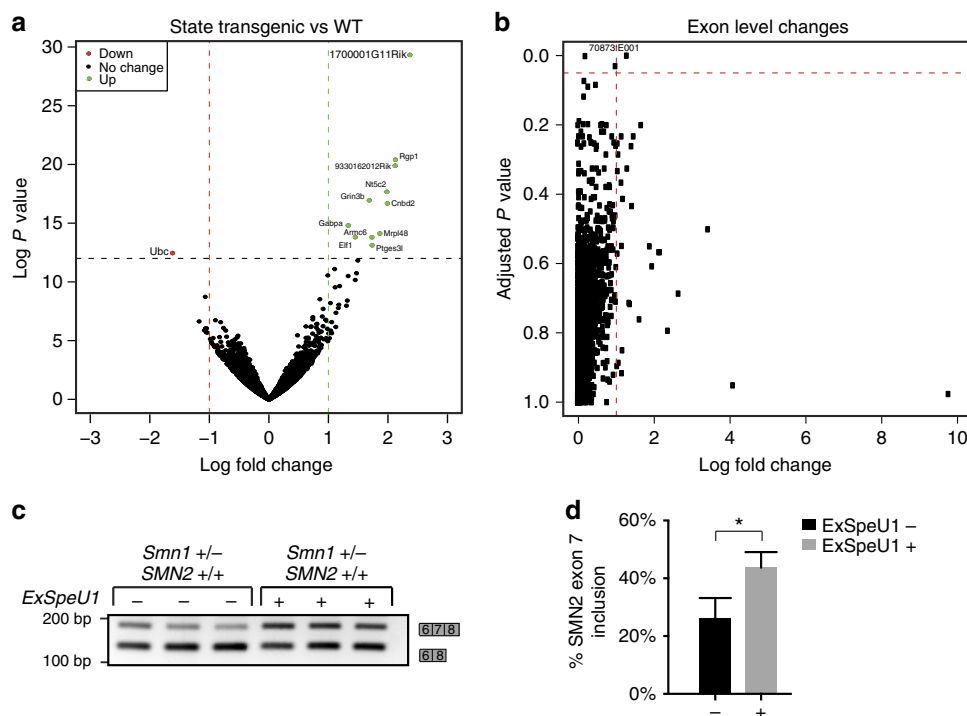 a
State transgenic vs WT
Down
No change
Up
1700001G11Rik
Rgp1
9330162012Rik
Nt5c2
Grin3b
Cnbd2
Gabpa
Armc6
Mrpl48
Elf1
Ptges3l
Ubc
30
25
20
15
10
5
0
Log P value
−3 −2 −1 0 1 2 3
Log fold change
b
Exon level changes
70873IE001
0.0
0.2
0.4
0.6
0.8
1.0
Adjusted P value
0 2 4 6 8 10
Log fold change
c
Smn1 +/− Smn1 +/−
SMN2 +/+ SMN2 +/+
ExSpeU1 − − − + + +
200 bp
6 7 8
6 8
100 bp
d
60%
40%
20%
0%
% SMN2 exon 7
inclusion
*
− +
ExSpeU1 −
ExSpeU1 +